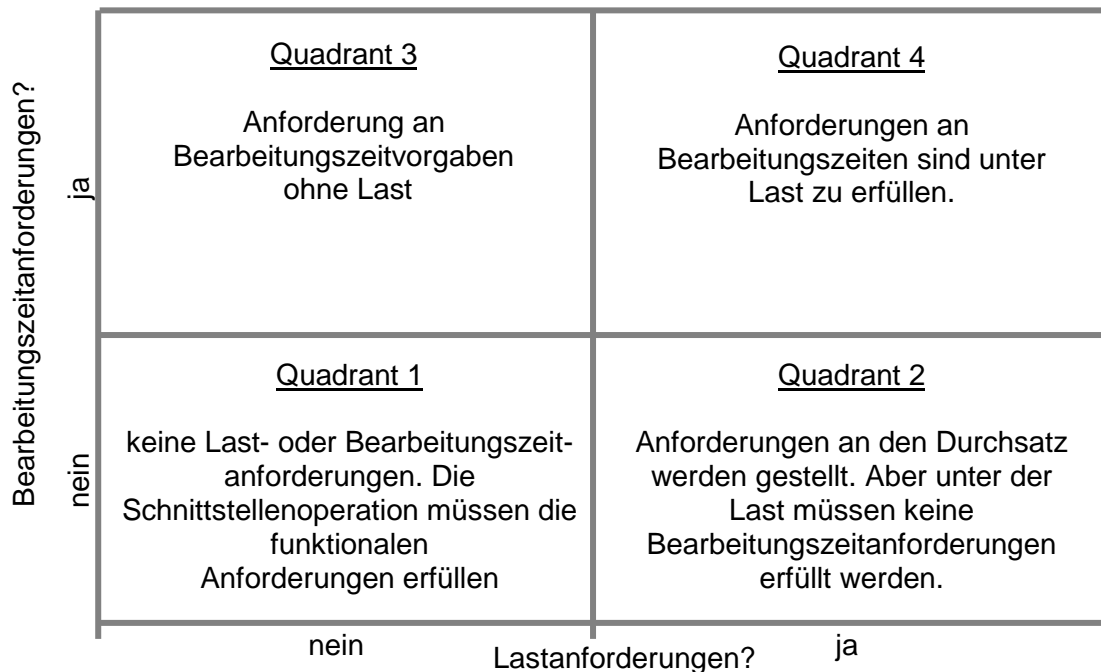 Bearbeitungszeitanforderungen?
ja
nein
Quadrant 3
Anforderung an
Bearbeitungszeitvorgaben
ohne Last
Quadrant 4
Anforderungen an
Bearbeitungszeiten sind unter
Last zu erfüllen.
Quadrant 1
keine Last- oder Bearbeitungszeit-
anforderungen. Die
Schnittstellenoperation müssen die
funktionalen
Anforderungen erfüllen
Quadrant 2
Anforderungen an den Durchsatz
werden gestellt. Aber unter der
Last müssen keine
Bearbeitungszeitanforderungen
erfüllt werden.
nein
ja
Lastanforderungen?